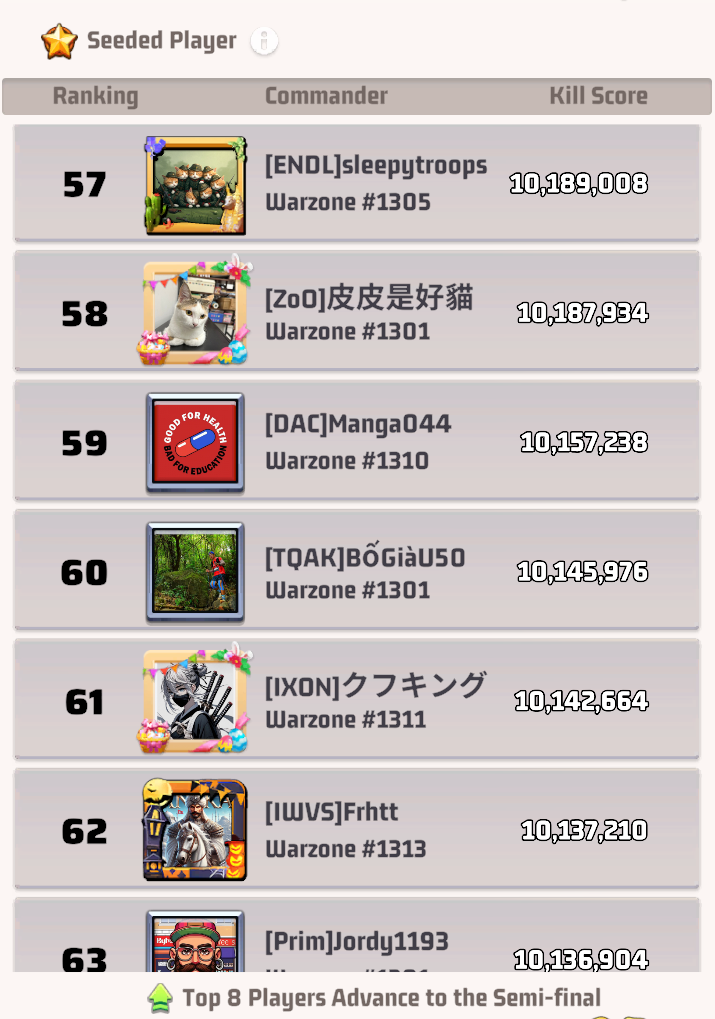 Seeded Player
Ranking Commander Kill Score
57 [ENDL]sleepytroops 10,189,008
Warzone #1305
58 [ZoO]皮皮是好貓 10,187,934
Warzone #1301
GOOD FOR HEALTH
BAD FOR EDUCATION
59 [DAC]Manga044 10,157,238
Warzone #1310
60 [TQAK]BốGiàU50 10,145,976
Warzone #1301
61 [IXON]クフキング 10,142,664
Warzone #1311
62 [IWVS]Frhtt 10,137,210
Warzone #1313
63 [Prim]Jordy1193 10,136,904
Top 8 Players Advance to the Semi-final